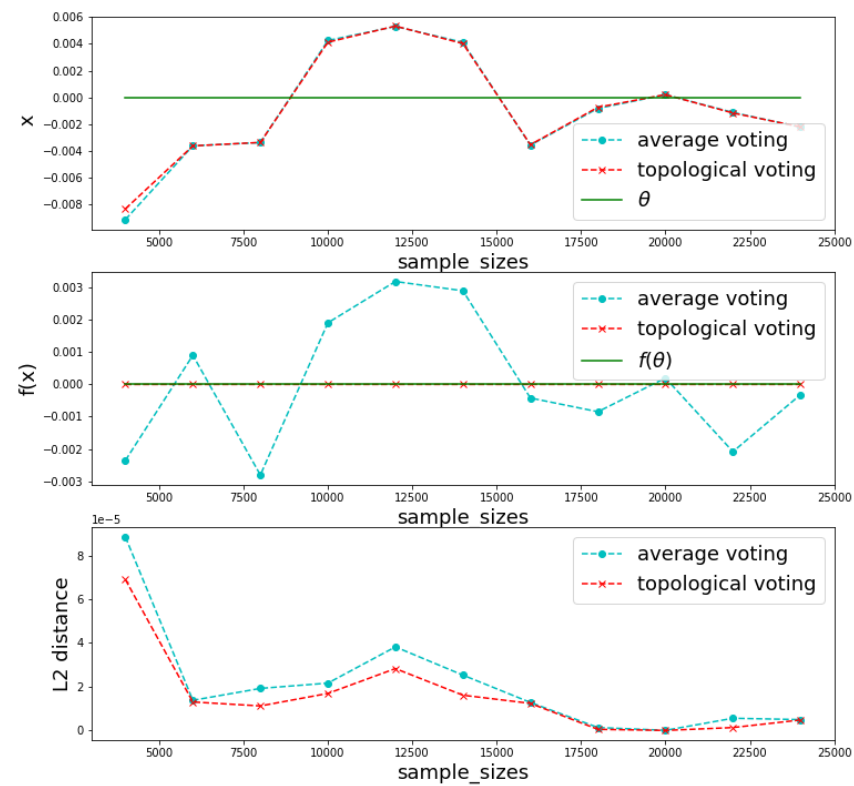 0.006
0.004
0.002
0.000
−0.002
−0.004
−0.006
−0.008
x
average voting
topological voting
θ
5000 7500 10000 12500 15000 17500 20000 22500 25000
sample_sizes
0.003
0.002
0.001
0.000
−0.001
−0.002
−0.003
f(x)
average voting
topological voting
f(θ)
5000 7500 10000 12500 15000 17500 20000 22500 25000
sample_sizes
1e−5
8
6
4
2
0
L2 distance
average voting
topological voting
5000 7500 10000 12500 15000 17500 20000 22500 25000
sample_sizes